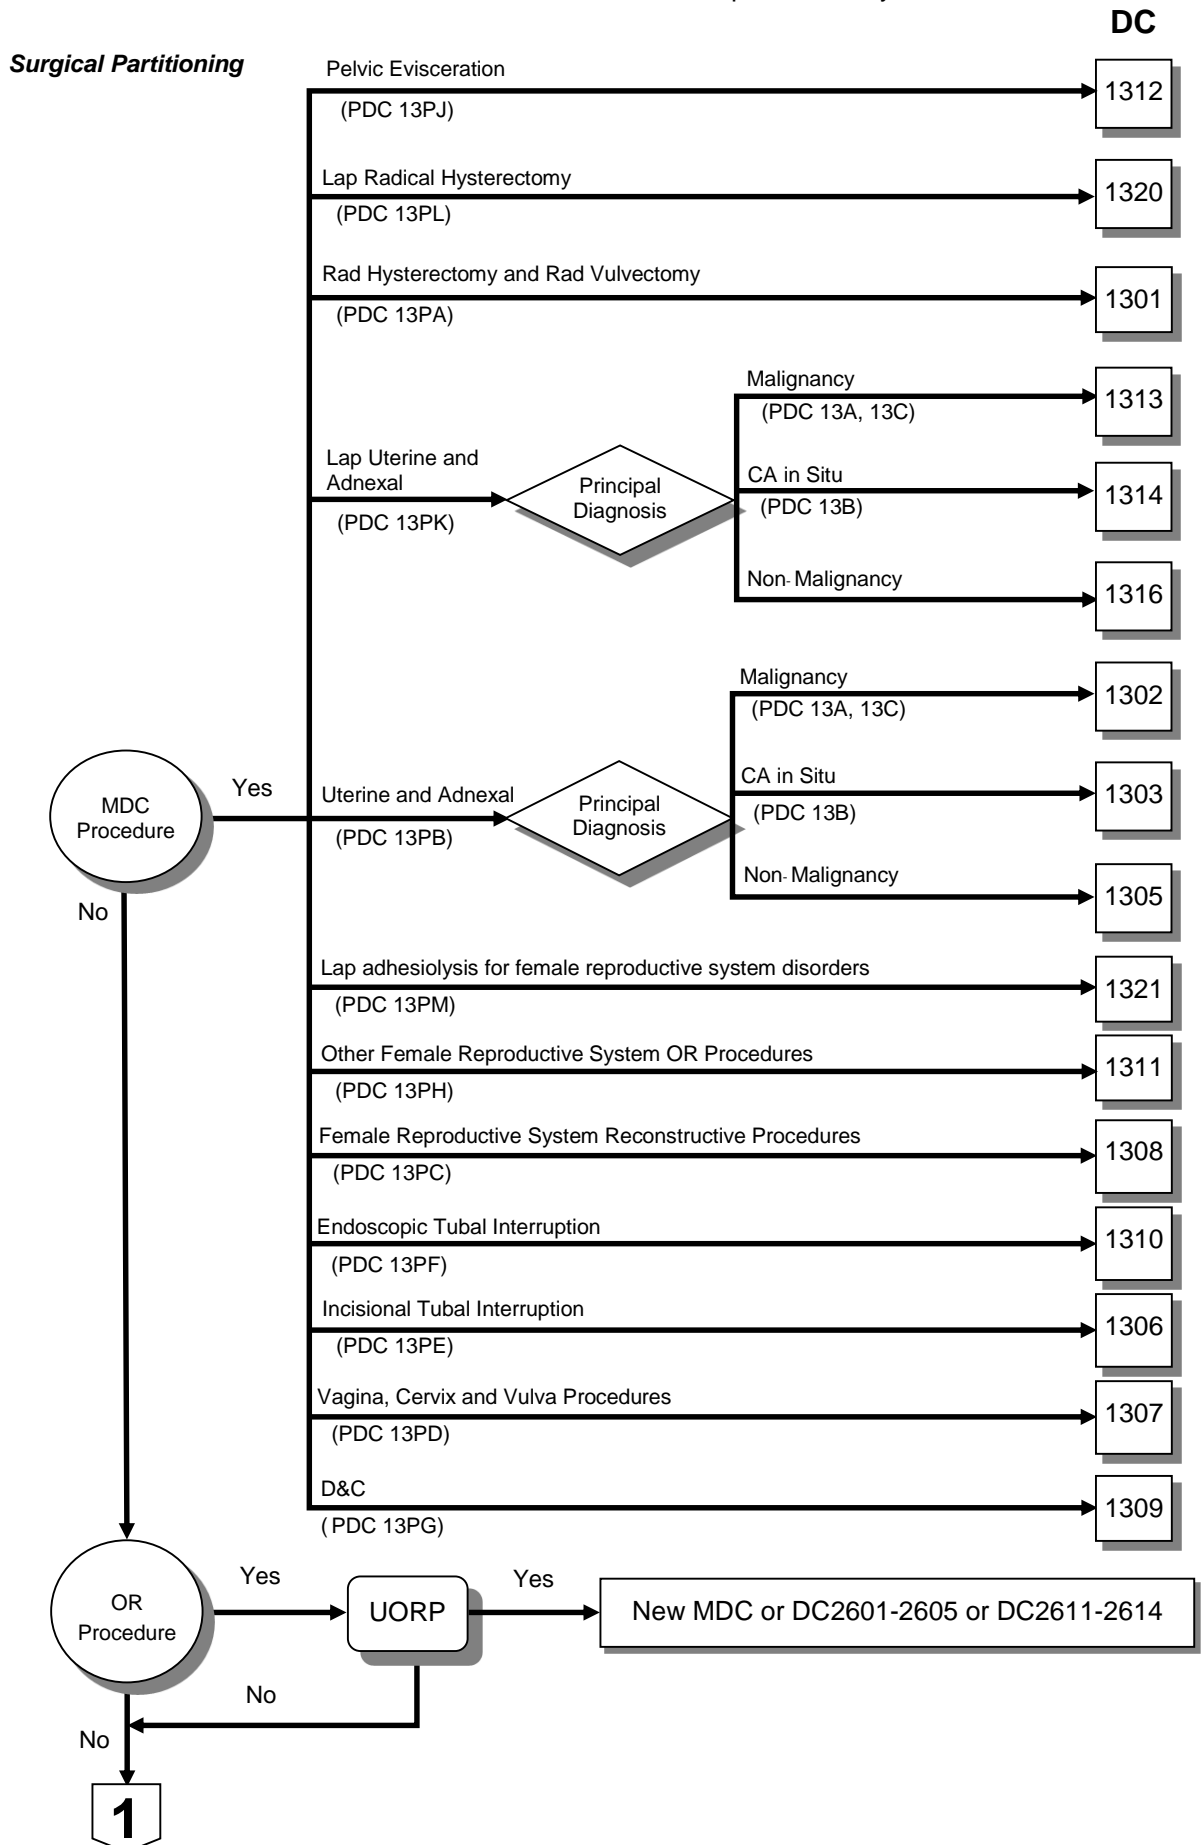 DC
Surgical Partitioning
Pelvic Evisceration
(PDC 13PJ)
1312
Lap Radical Hysterectomy
(PDC 13PL)
1320
Rad Hysterectomy and Rad Vulvectomy
(PDC 13PA)
1301
Malignancy
(PDC 13A, 13C)
1313
Lap Uterine and
Adnexal
(PDC 13PK)
Principal
Diagnosis
CA in Situ
(PDC 13B)
1314
Non-Malignancy
1316
Malignancy
(PDC 13A, 13C)
1302
MDC
Procedure
Yes
Uterine and Adnexal
(PDC 13PB)
Principal
Diagnosis
CA in Situ
(PDC 13B)
1303
Non-Malignancy
1305
No
Lap adhesiolysis for female reproductive system disorders
(PDC 13PM)
1321
Other Female Reproductive System OR Procedures
(PDC 13PH)
1311
Female Reproductive System Reconstructive Procedures
(PDC 13PC)
1308
Endoscopic Tubal Interruption
(PDC 13PF)
1310
Incisional Tubal Interruption
(PDC 13PE)
1306
Vagina, Cervix and Vulva Procedures
(PDC 13PD)
1307
D&C
(PDC 13PG)
1309
OR
Procedure
Yes
UORP
Yes
New MDC or DC2601-2605 or DC2611-2614
No
No
1